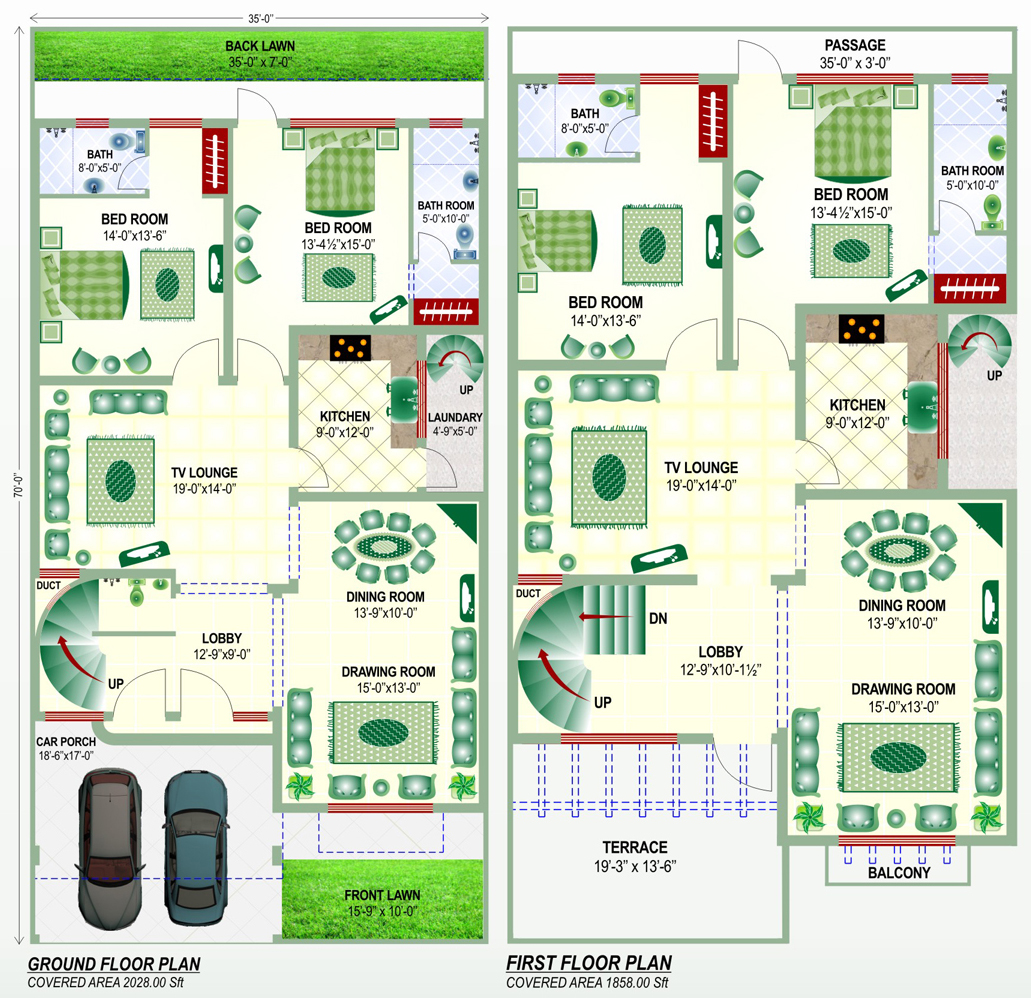 35'-0"
70'-0"
BACK LAWN
35'-0" x 7'-0"
BATH
8'-0"x5'-0"
BED ROOM
14'-0"x13'-6"
BED ROOM
13'-4½"x15'-0"
BATH ROOM
5'-0"x10'-0"
UP
KITCHEN
9'-0"x12'-0"
LAUNDARY
4'-9"x5'-0"
TV LOUNGE
19'-0"x14'-0"
DUCT
UP
LOBBY
12'-9"x9'-0"
DINING ROOM
13'-9"x10'-0"
DRAWING ROOM
15'-0"x13'-0"
CAR PORCH
18'-6"x17'-0"
FRONT LAWN
15'-9" x 10'-0"
GROUND FLOOR PLAN
COVERED AREA 2028.00 Sft
PASSAGE
35'-0" x 3'-0"
BATH
8'-0"x5'-0"
BED ROOM
14'-0"x13'-6"
BED ROOM
13'-4½"x15'-0"
BATH ROOM
5'-0"x10'-0"
UP
KITCHEN
9'-0"x12'-0"
TV LOUNGE
19'-0"x14'-0"
DUCT
DN
UP
LOBBY
12'-9"x10'-1½"
DINING ROOM
13'-9"x10'-0"
DRAWING ROOM
15'-0"x13'-0"
TERRACE
19'-3" x 13'-6"
BALCONY
FIRST FLOOR PLAN
COVERED AREA 1858.00 Sft